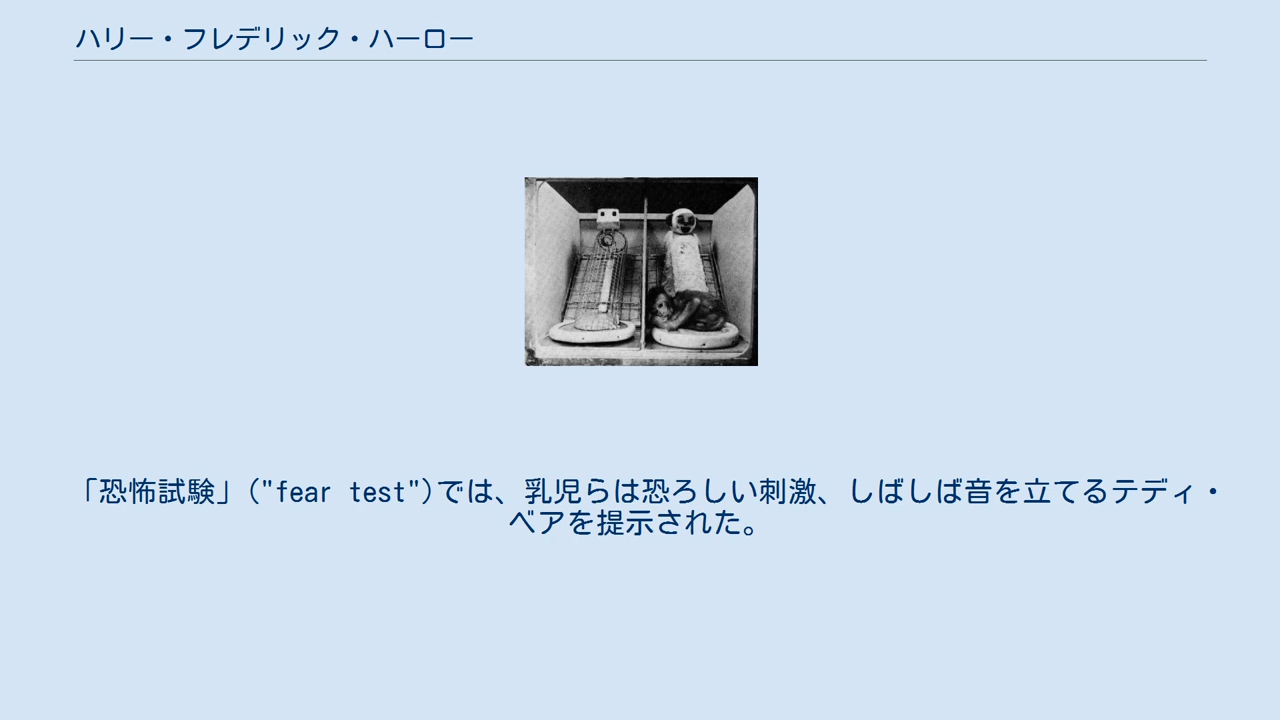 ハリー・フレデリック・ハーロー
「恐怖試験」("fear test")では、乳児らは恐ろしい刺激、しばしば音を立てるテディ・
ベアを提示された。